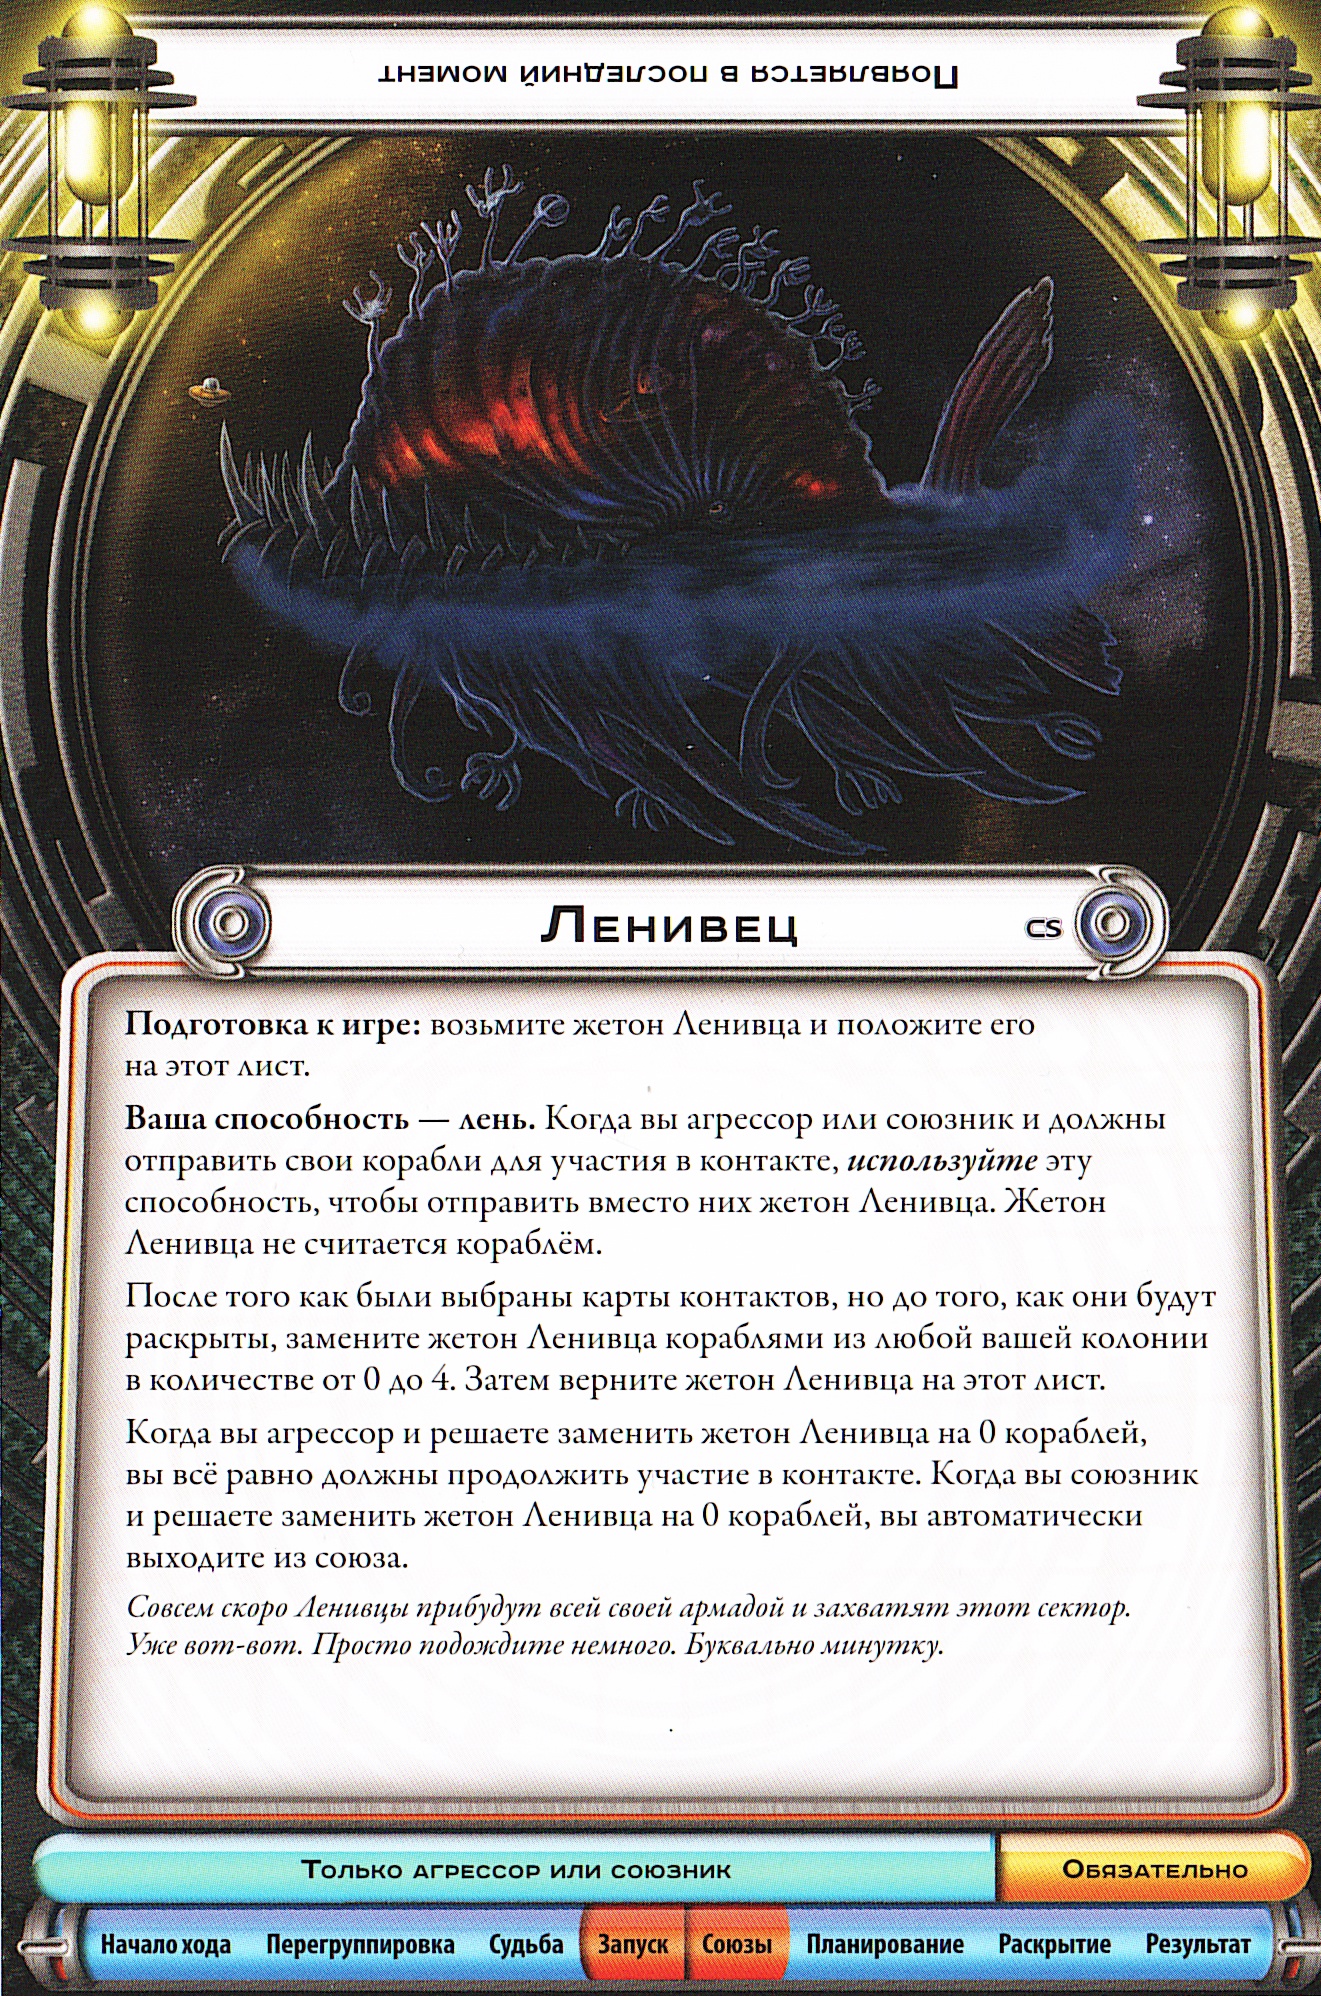 Появляется в последний момент
Ленивец
CS
Подготовка к игре: возьмите жетон Ленивца и положите его
на этот лист.
Ваша способность — лень. Когда вы агрессор или союзник и должны
отправить свои корабли для участия в контакте, используйте эту
способность, чтобы отправить вместо них жетон Ленивца. Жетон
Ленивца не считается кораблём.
После того как были выбраны карты контактов, но до того, как они будут
раскрыты, замените жетон Ленивца кораблями из любой вашей колонии
в количестве от 0 до 4. Затем верните жетон Ленивца на этот лист.
Когда вы агрессор и решаете заменить жетон Ленивца на 0 кораблей,
вы всё равно должны продолжить участие в контакте. Когда вы союзник
и решаете заменить жетон Ленивца на 0 кораблей, вы автоматически
выходите из союза.
Совсем скоро Ленивцы прибудут всей своей армадой и захватят этот сектор.
Уже вот-вот. Просто подождите немного. Буквально минутку.
Только агрессор или союзник
Обязательно
Начало хода Перегруппировка Судьба Запуск Союзы Планирование Раскрытие Результат